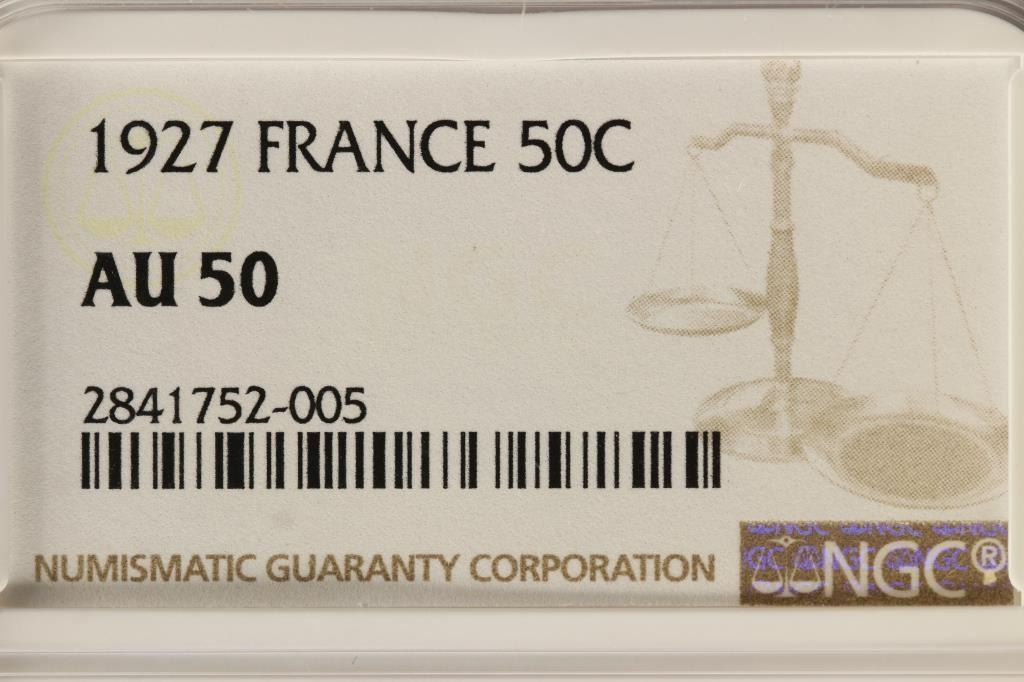 1927 FRANCE 50C
AU 50
2841752-005
NUMISMATIC GUARANTY CORPORATION
NGC®